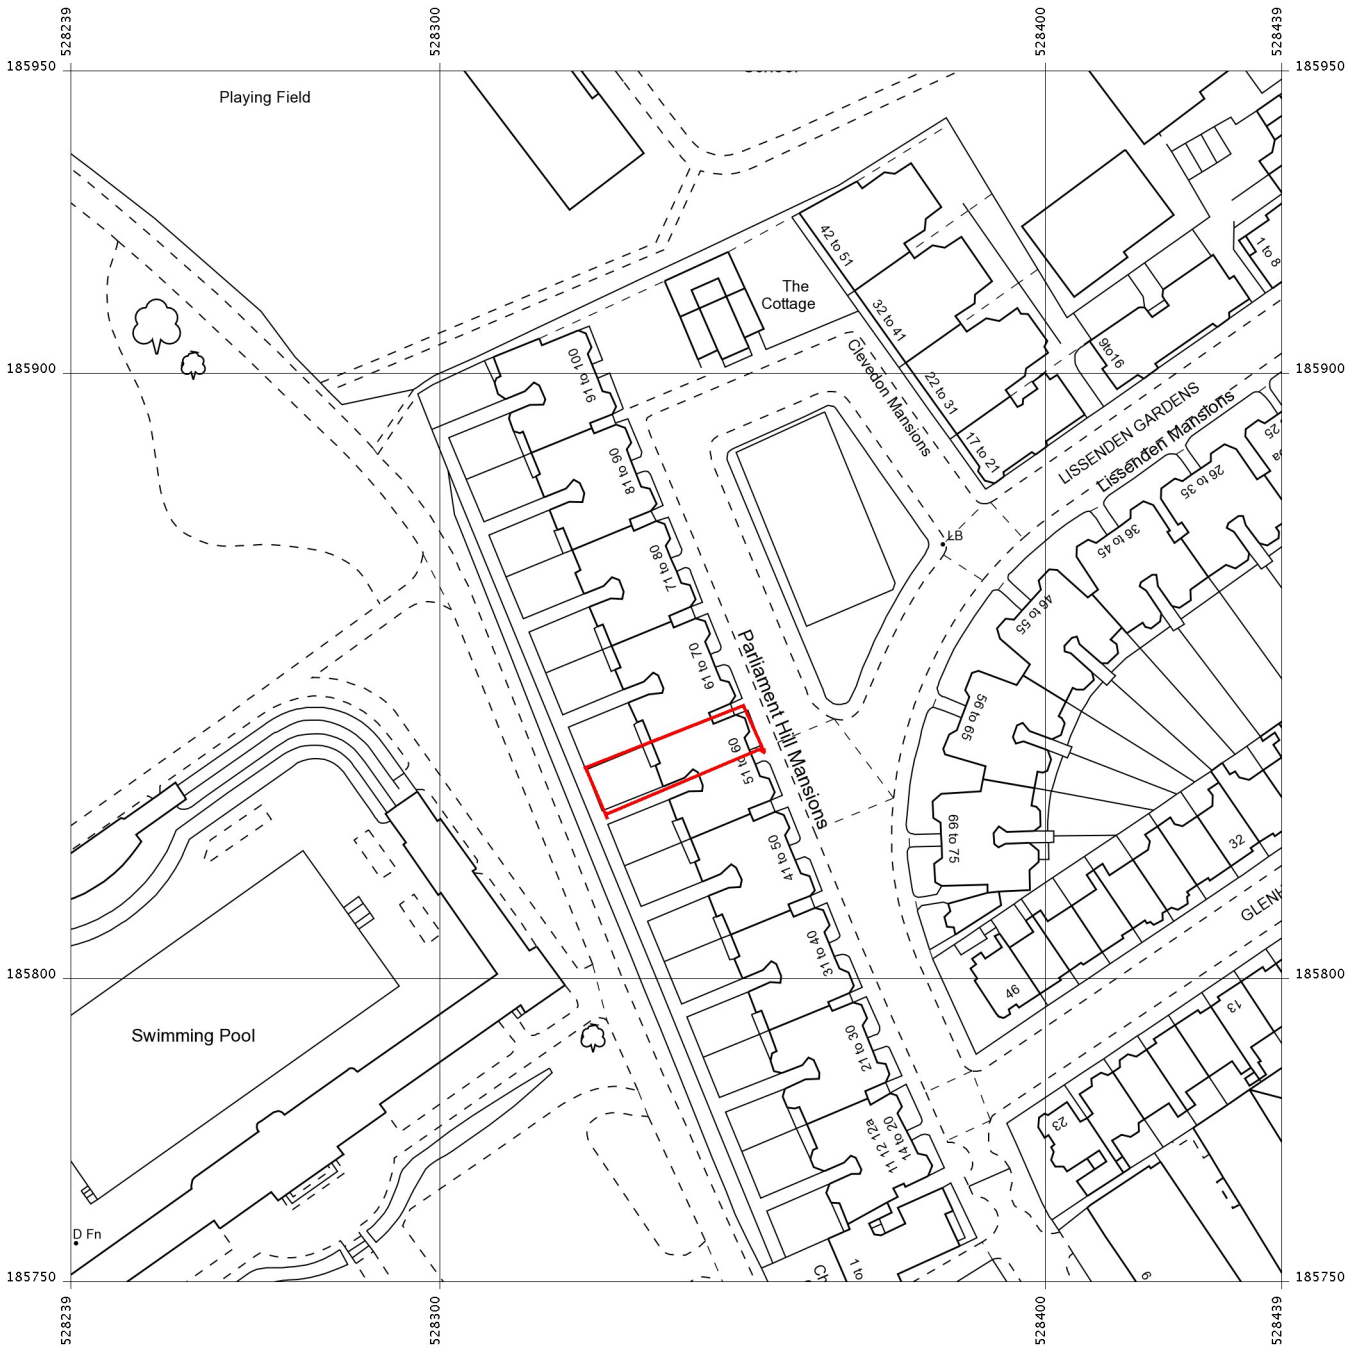 528239
528300
528400
528439
185950
185950
Playing Field
School
42 to 51
1 to 8
The
Cottage
32 to 41
Clevedon Mansions
9to16
91 to 100
185900
185900
22 to 31
LISSENDEN GARDENS
Lissenden Mansions
17 to 21
25
26 to 35
81 to 90
36 to 45
LB
71 to 80
46 to 55
61 to 70
Parliament Hill Mansions
56 to 65
51 to 60
41 to 50
66 to 75
32
GLENH
31 to 40
185800
185800
46
13
Swimming Pool
21 to 30
23
11 12 12a
14 to 20
D Fn
Ch
185750
185750
528239
528300
528400
528439